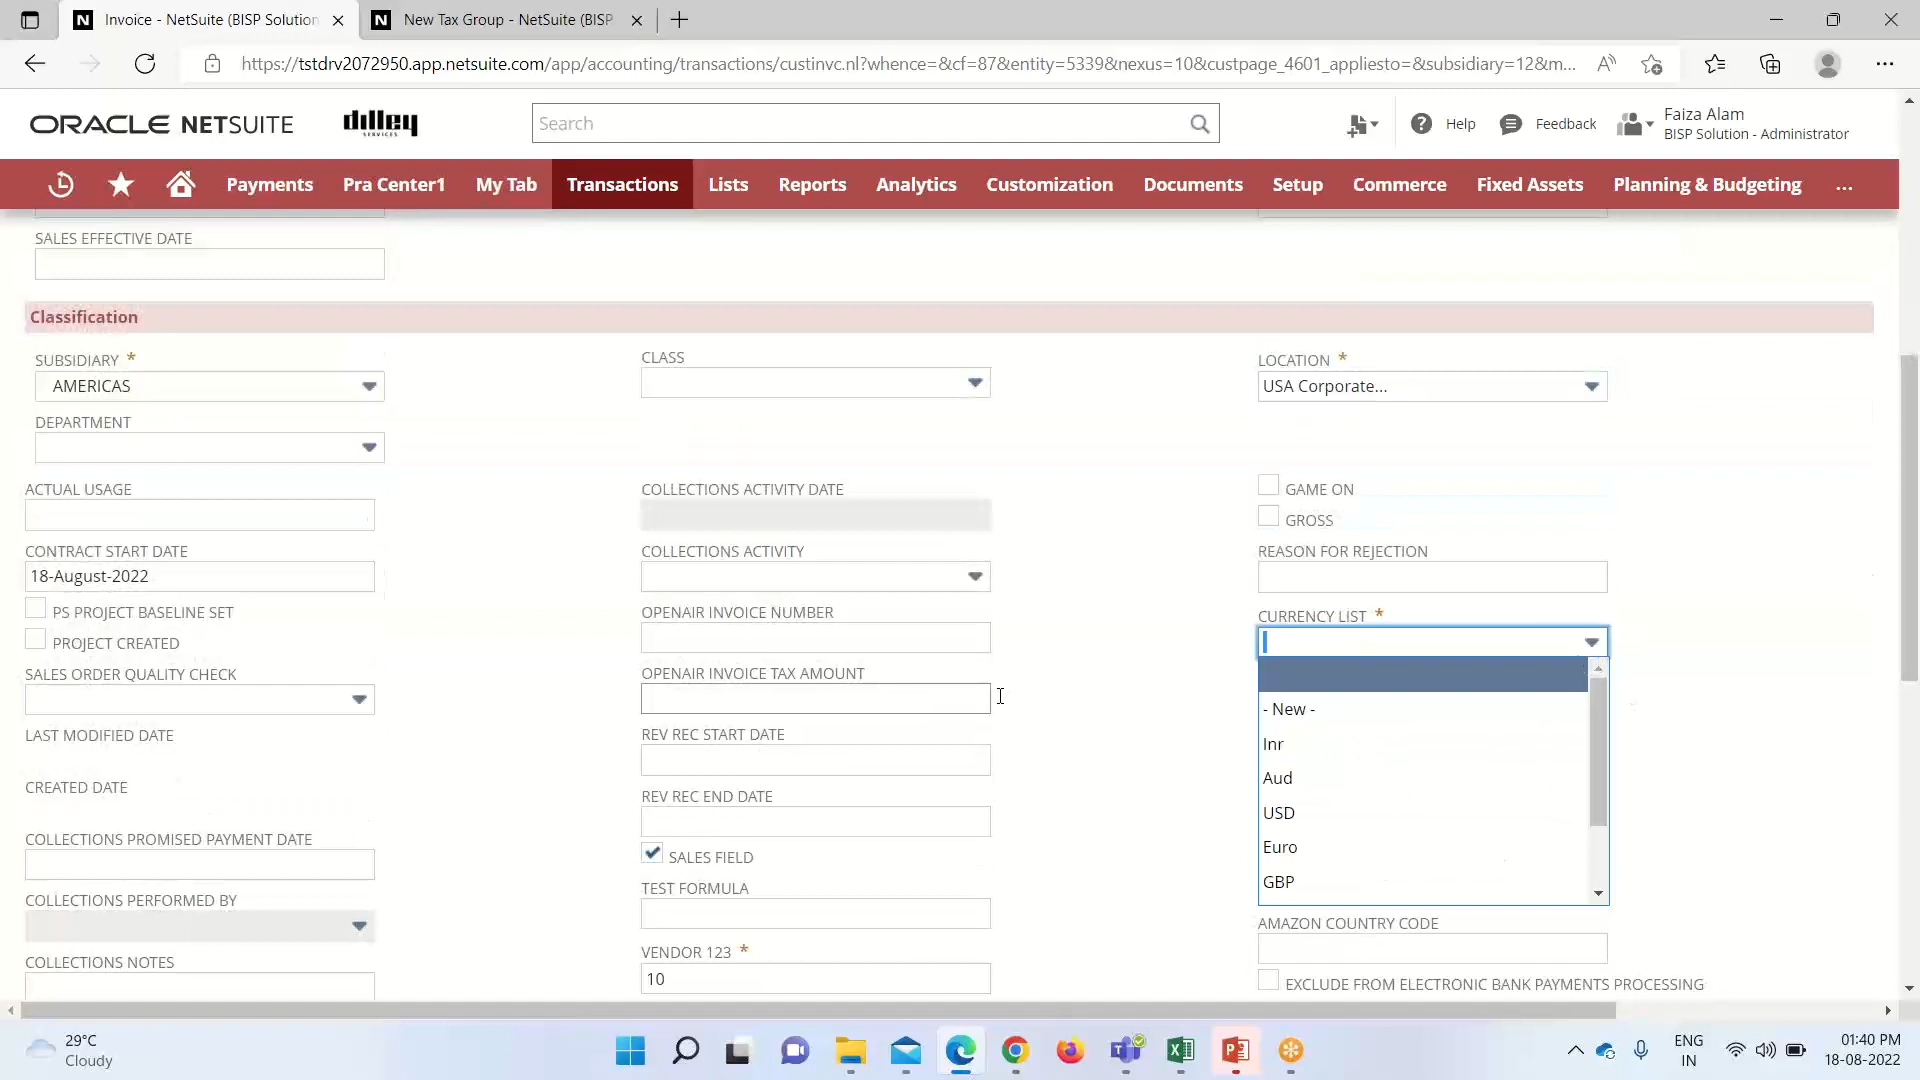 Invoice - NetSuite (BISP Solution
New Tax Group - NetSuite (BISP
https://tstdrv2072950.app.netsuite.com/app/accounting/transactions/custinvc.nl?whence=&cf=87&entity=5339&nexus=10&custpage_4601_appliesto=&subsidiary=12&m...
ORACLE NETSUITE
dilley
SERVICES
Search
Help
Feedback
Faiza Alam
BISP Solution - Administrator
Payments
Pra Center1
My Tab
Transactions
Lists
Reports
Analytics
Customization
Documents
Setup
Commerce
Fixed Assets
Planning & Budgeting
...
SALES EFFECTIVE DATE
Classification
SUBSIDIARY *
AMERICAS
CLASS
LOCATION *
USA Corporate...
DEPARTMENT
ACTUAL USAGE
COLLECTIONS ACTIVITY DATE
GAME ON
GROSS
CONTRACT START DATE
18-August-2022
COLLECTIONS ACTIVITY
REASON FOR REJECTION
PS PROJECT BASELINE SET
OPENAIR INVOICE NUMBER
CURRENCY LIST *
PROJECT CREATED
SALES ORDER QUALITY CHECK
OPENAIR INVOICE TAX AMOUNT
- New -
Inr
Aud
USD
Euro
GBP
LAST MODIFIED DATE
REV REC START DATE
CREATED DATE
REV REC END DATE
COLLECTIONS PROMISED PAYMENT DATE
SALES FIELD
TEST FORMULA
COLLECTIONS PERFORMED BY
AMAZON COUNTRY CODE
VENDOR 123 *
10
COLLECTIONS NOTES
EXCLUDE FROM ELECTRONIC BANK PAYMENTS PROCESSING
29°C
Cloudy
ENG
IN
01:40 PM
18-08-2022